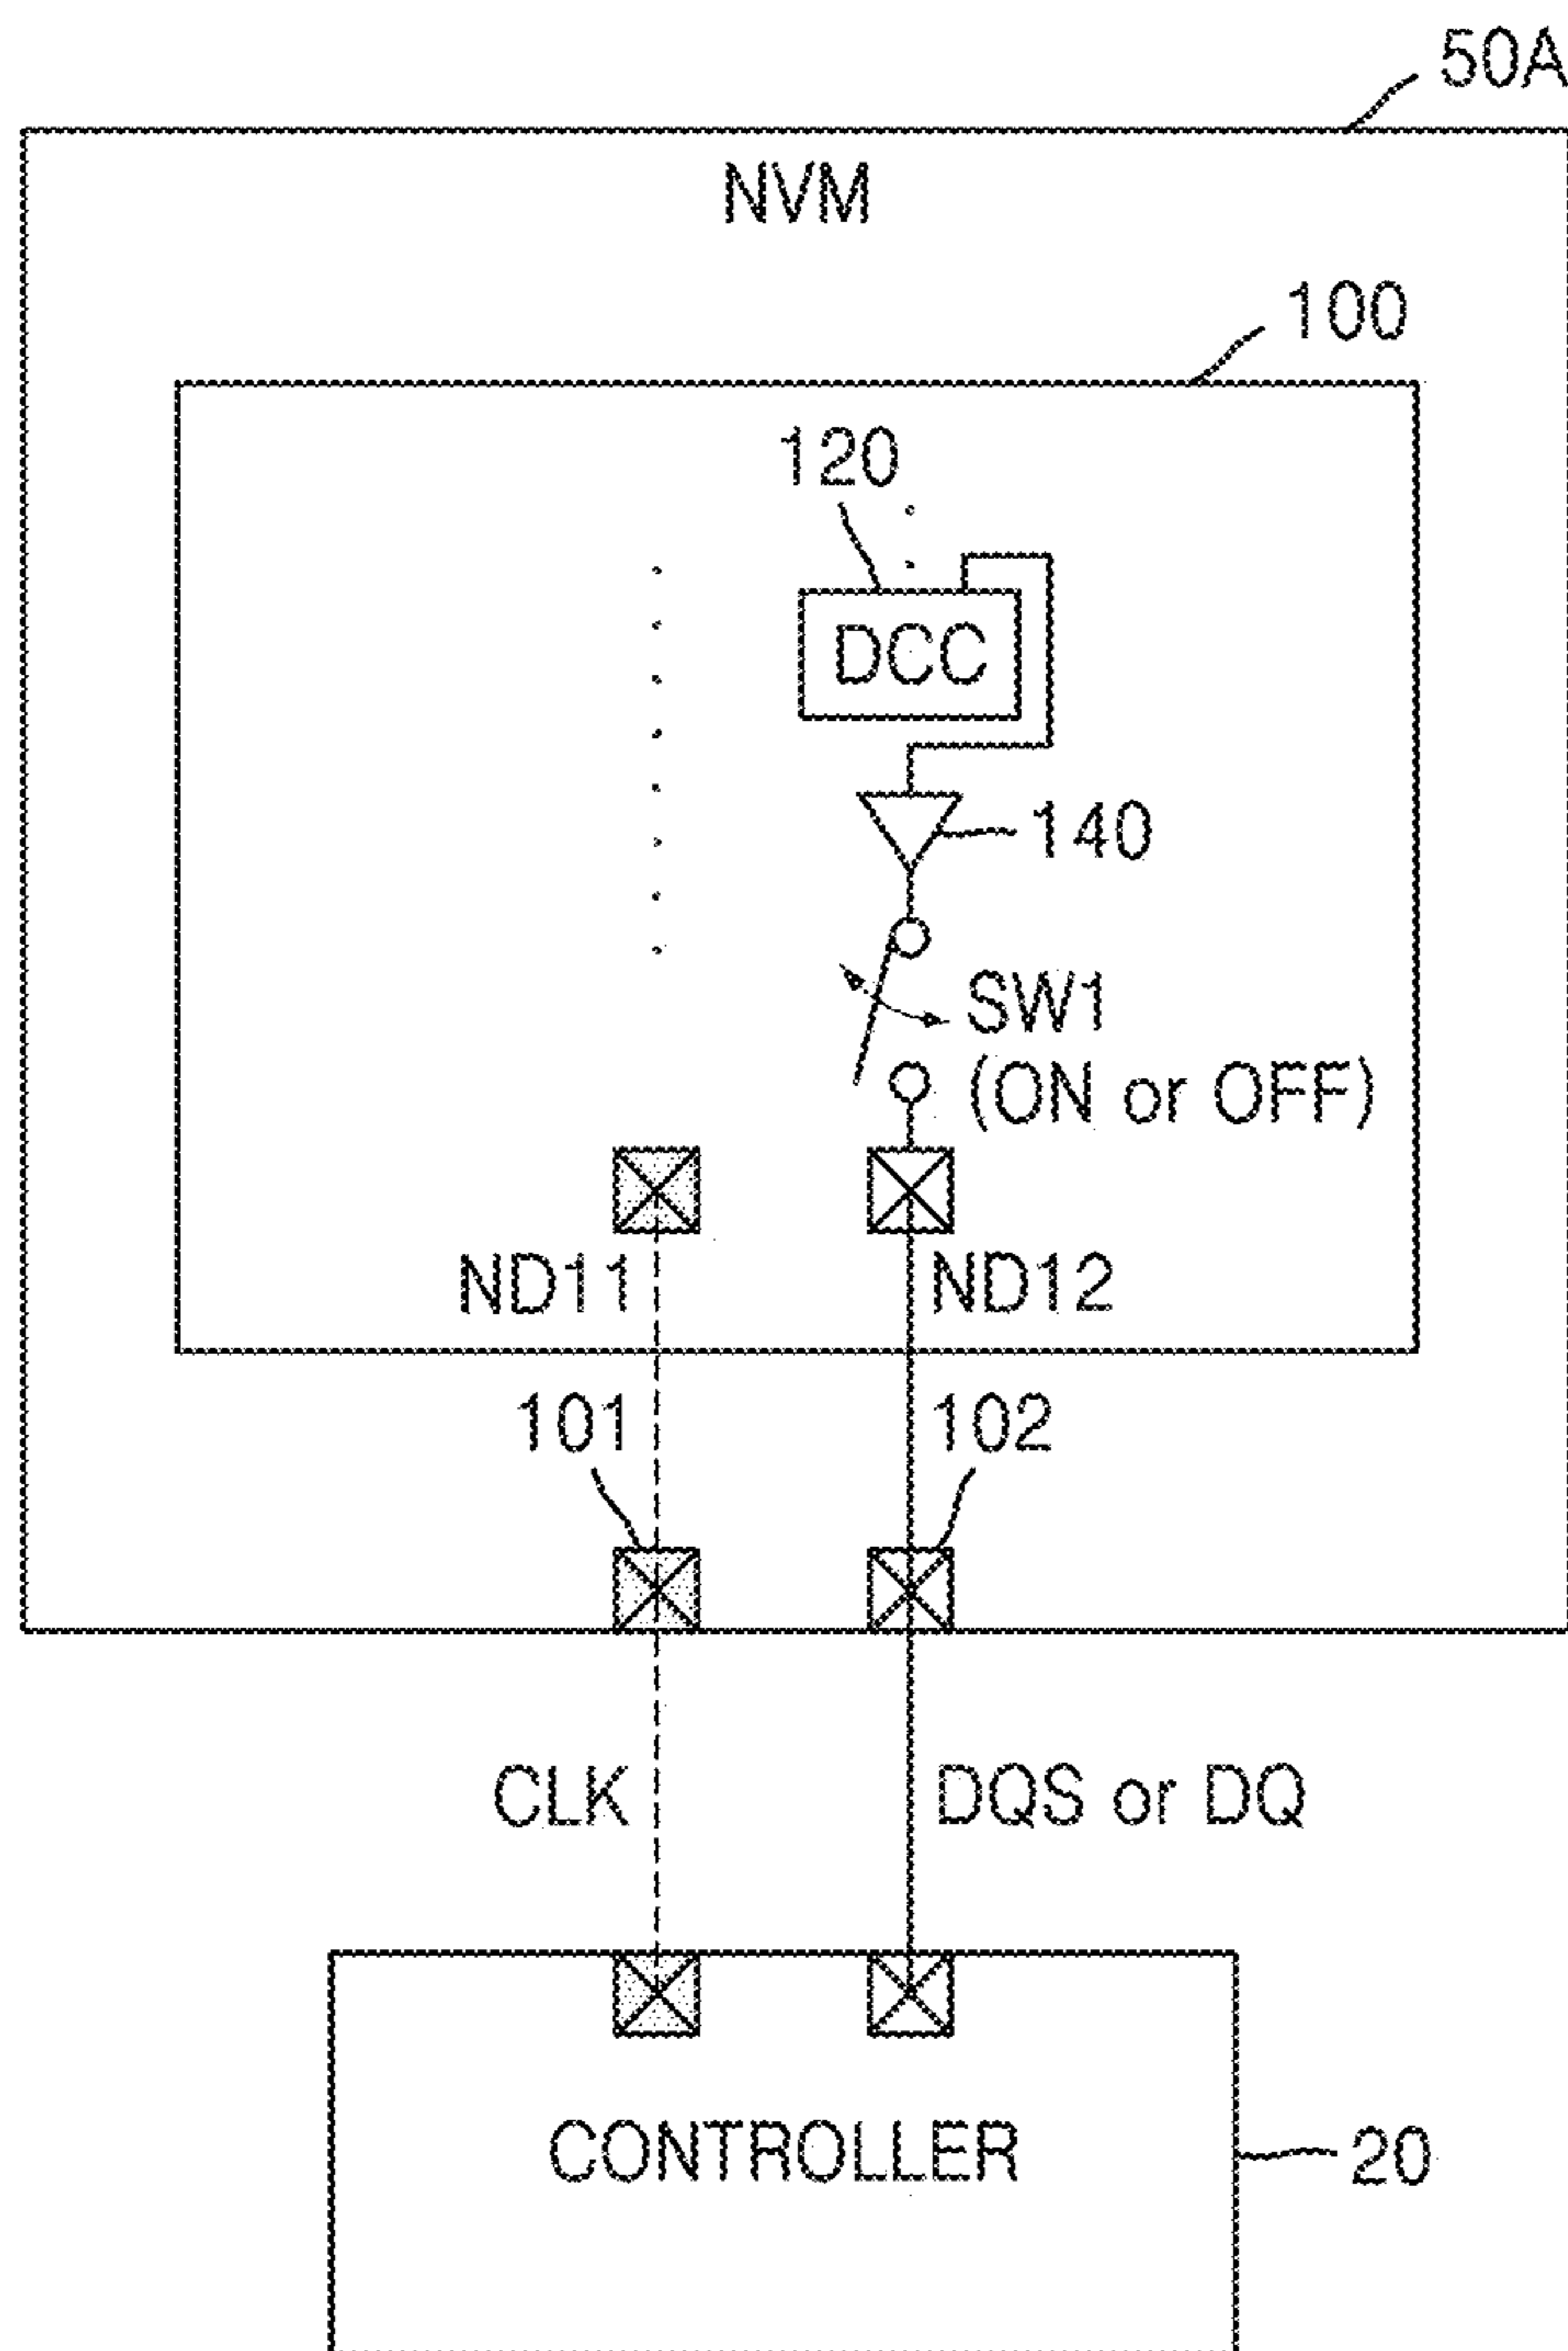 50A
NVM
100
120
DCC
140
SW1
(ON or OFF)
ND11 ND12
101 102
CLK DQS or DQ
CONTROLLER
20